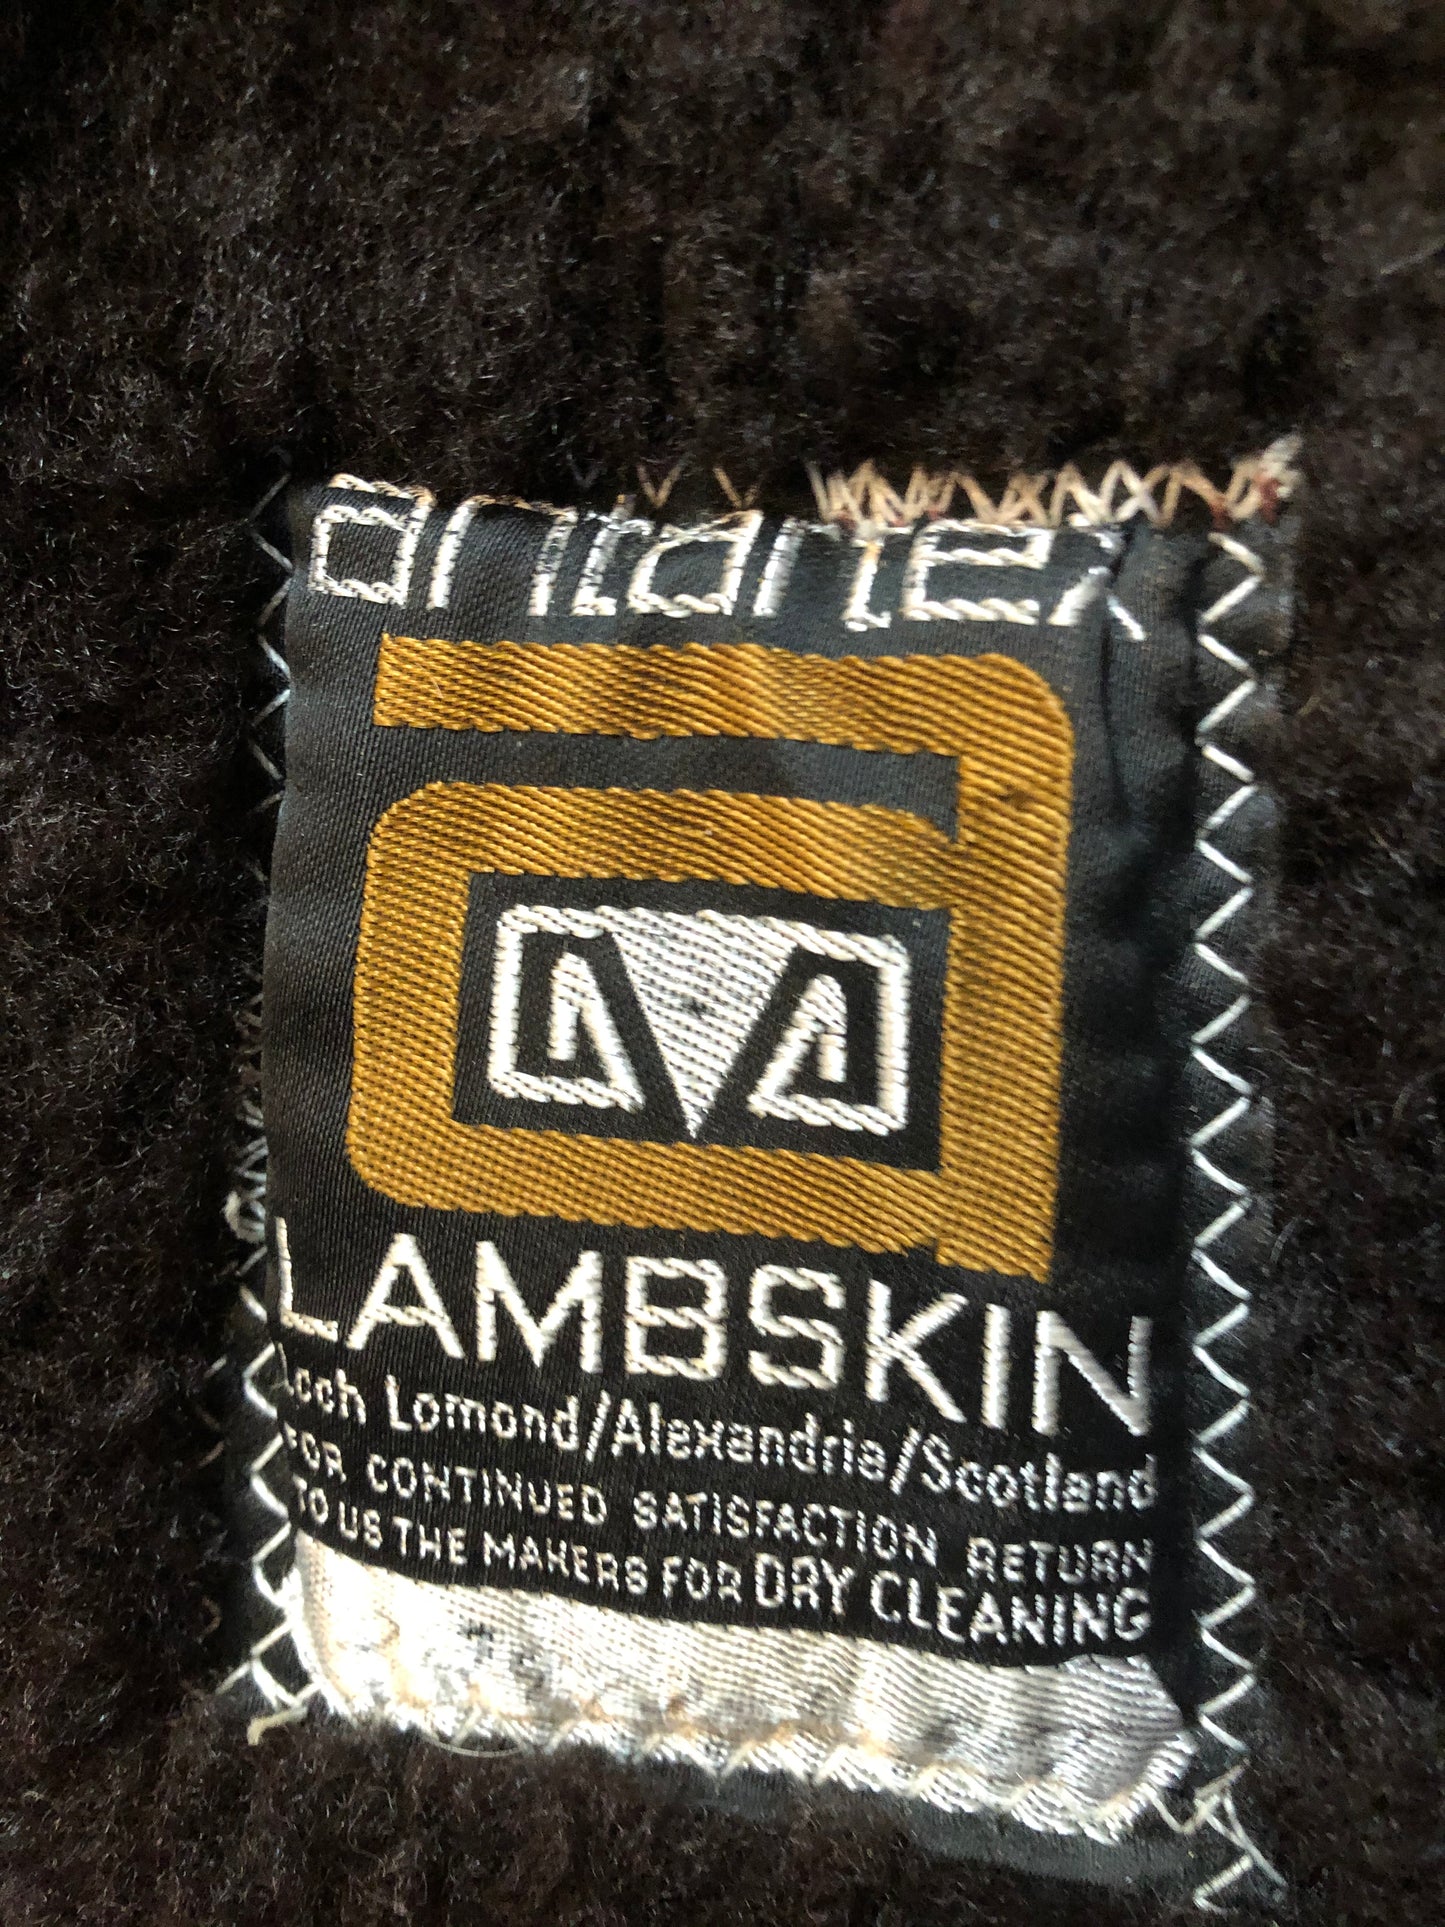 antartex
LAMBSKIN
Loch Lomond/Alexandria/Scotland
FOR CONTINUED SATISFACTION RETURN
TO US THE MAKERS FOR DRY CLEANING